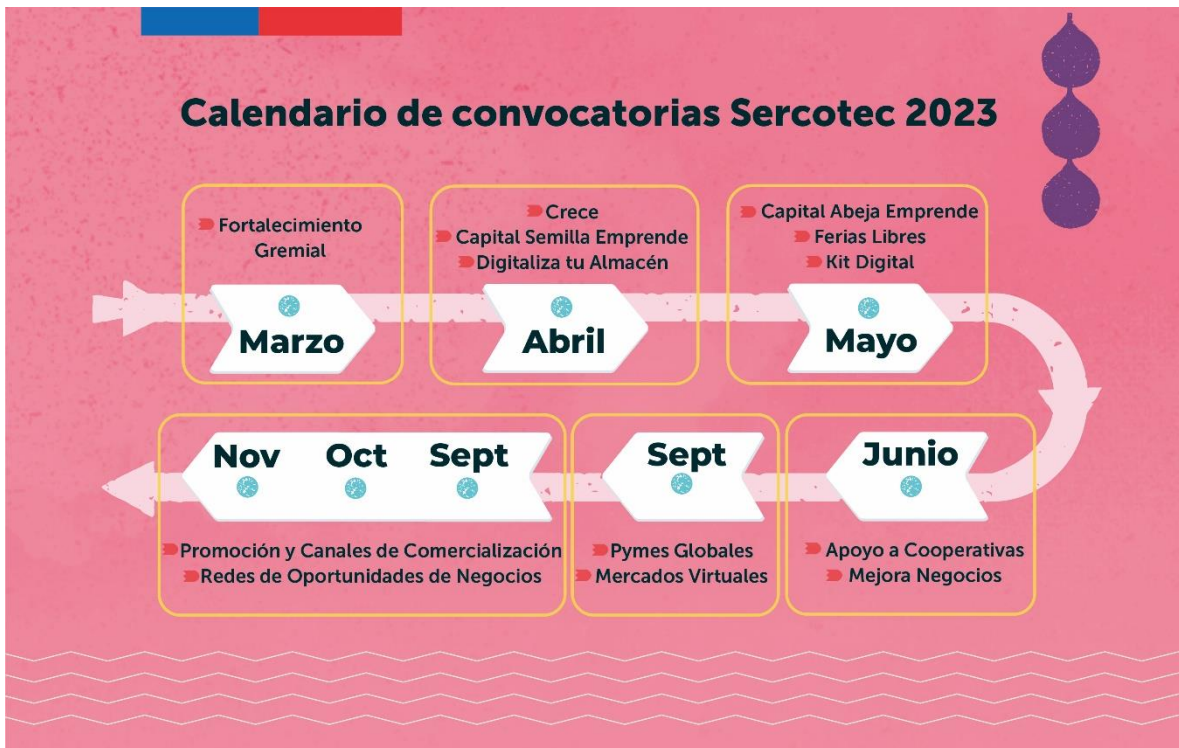 Calendario de convocatorias Sercotec 2023
Fortalecimiento
Gremial
Marzo
Crece
Capital Semilla Emprende
Digitaliza tu Almacén
Abril
Capital Abeja Emprende
Ferias Libres
Kit Digital
Mayo
Junio
Apoyo a Cooperativas
Mejora Negocios
Sept
Pymes Globales
Mercados Virtuales
Nov Oct Sept
Promoción y Canales de Comercialización
Redes de Oportunidades de Negocios